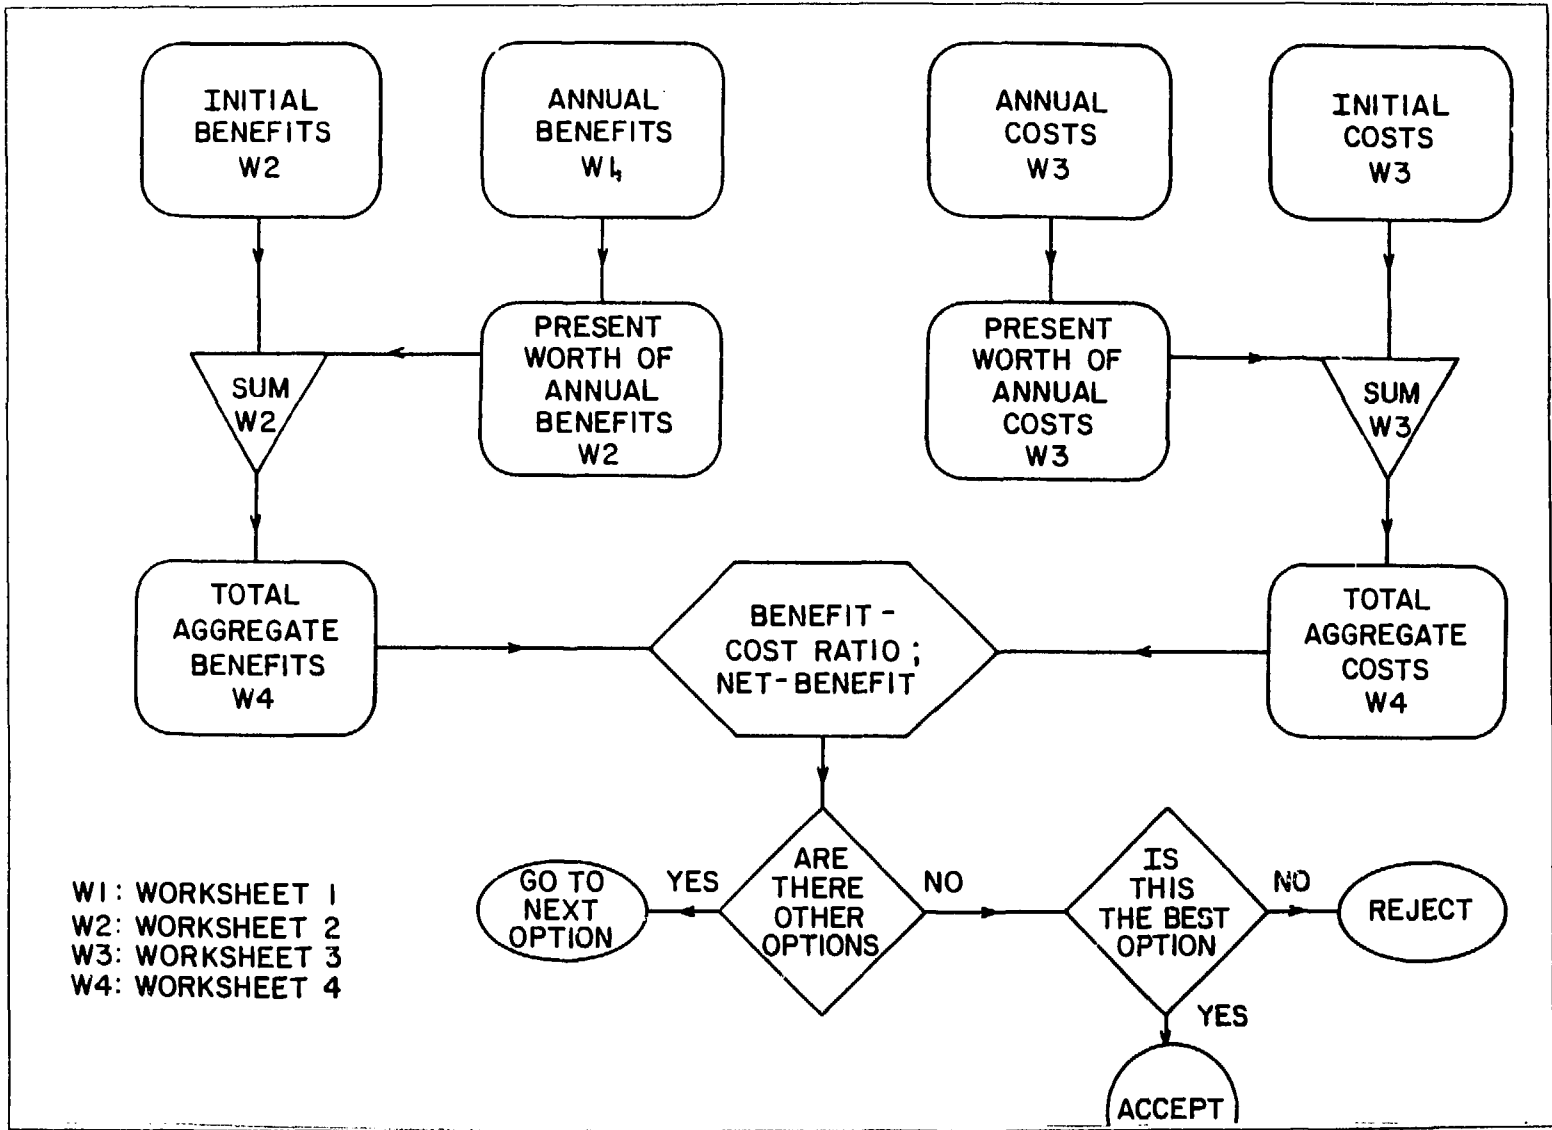 INITIAL
BENEFITS
W2
ANNUAL
BENEFITS
W1,
ANNUAL
COSTS
W3
INITIAL
COSTS
W3
SUM
W2
PRESENT
WORTH OF
ANNUAL
BENEFITS
W2
PRESENT
WORTH OF
ANNUAL
COSTS
W3
SUM
W3
TOTAL
AGGREGATE
BENEFITS
W4
BENEFIT-
COST RATIO;
NET-BENEFIT
TOTAL
AGGREGATE
COSTS
W4
GO TO
NEXT
OPTION
YES
ARE
THERE
OTHER
OPTIONS
NO
IS
THIS
THE BEST
OPTION
NO
REJECT
YES
ACCEPT
W1: WORKSHEET 1
W2: WORKSHEET 2
W3: WORKSHEET 3
W4: WORKSHEET 4